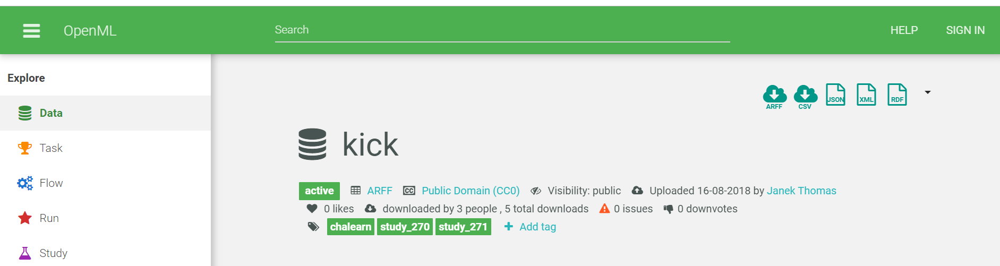 OpenML Search HELP SIGN IN
Explore
Data
Task
Flow
Run
Study
ARFF CSV JSON XML RDF
kick
active ARFF CC Public Domain (CC0) Visibility: public Uploaded 16-08-2018 by Janek Thomas
0 likes downloaded by 3 people , 5 total downloads 0 issues 0 downvotes
chalearn study_270 study_271 Add tag